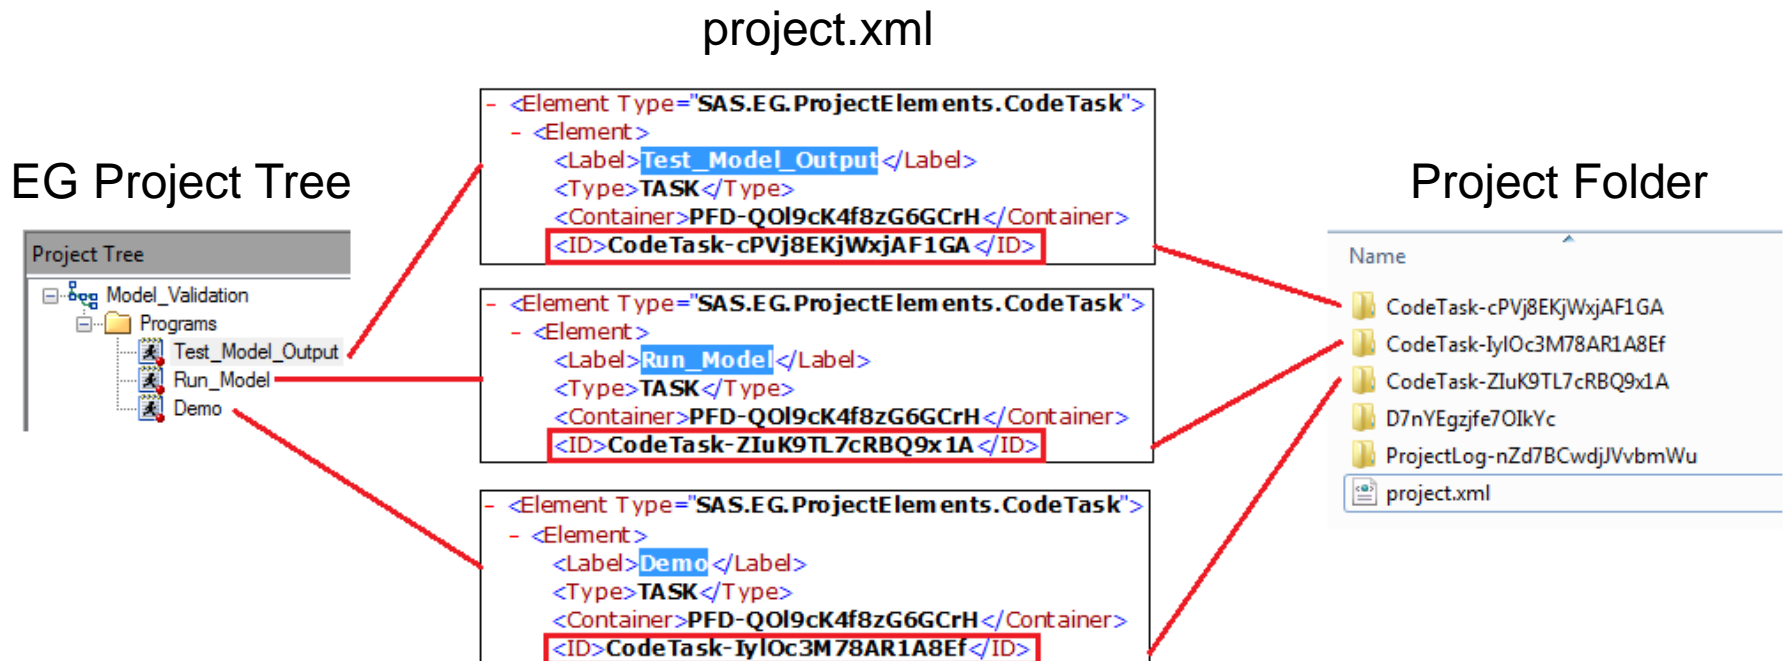 project.xml
EG Project Tree
Project Tree
Model_Validation
Programs
Test_Model_Output
Run_Model
Demo
- <Element Type="SAS.EG.ProjectElements.CodeTask">
- <Element>
<Label>Test_Model_Output</Label>
<Type>TASK</Type>
<Container>PFD-QOl9cK4f8zG6GCrH</Container>
<ID>CodeTask-cPVj8EKjWxjAF1GA</ID>
- <Element Type="SAS.EG.ProjectElements.CodeTask">
- <Element>
<Label>Run_Model</Label>
<Type>TASK</Type>
<Container>PFD-QOl9cK4f8zG6GCrH</Container>
<ID>CodeTask-ZIuK9TL7cRBQ9x1A</ID>
- <Element Type="SAS.EG.ProjectElements.CodeTask">
- <Element>
<Label>Demo</Label>
<Type>TASK</Type>
<Container>PFD-QOl9cK4f8zG6GCrH</Container>
<ID>CodeTask-IylOc3M78AR1A8Ef</ID>
Project Folder
Name
CodeTask-cPVj8EKjWxjAF1GA
CodeTask-IylOc3M78AR1A8Ef
CodeTask-ZIuK9TL7cRBQ9x1A
D7nYEgzjfe7OIkYc
ProjectLog-nZd7BCwdjJVvbmWu
project.xml